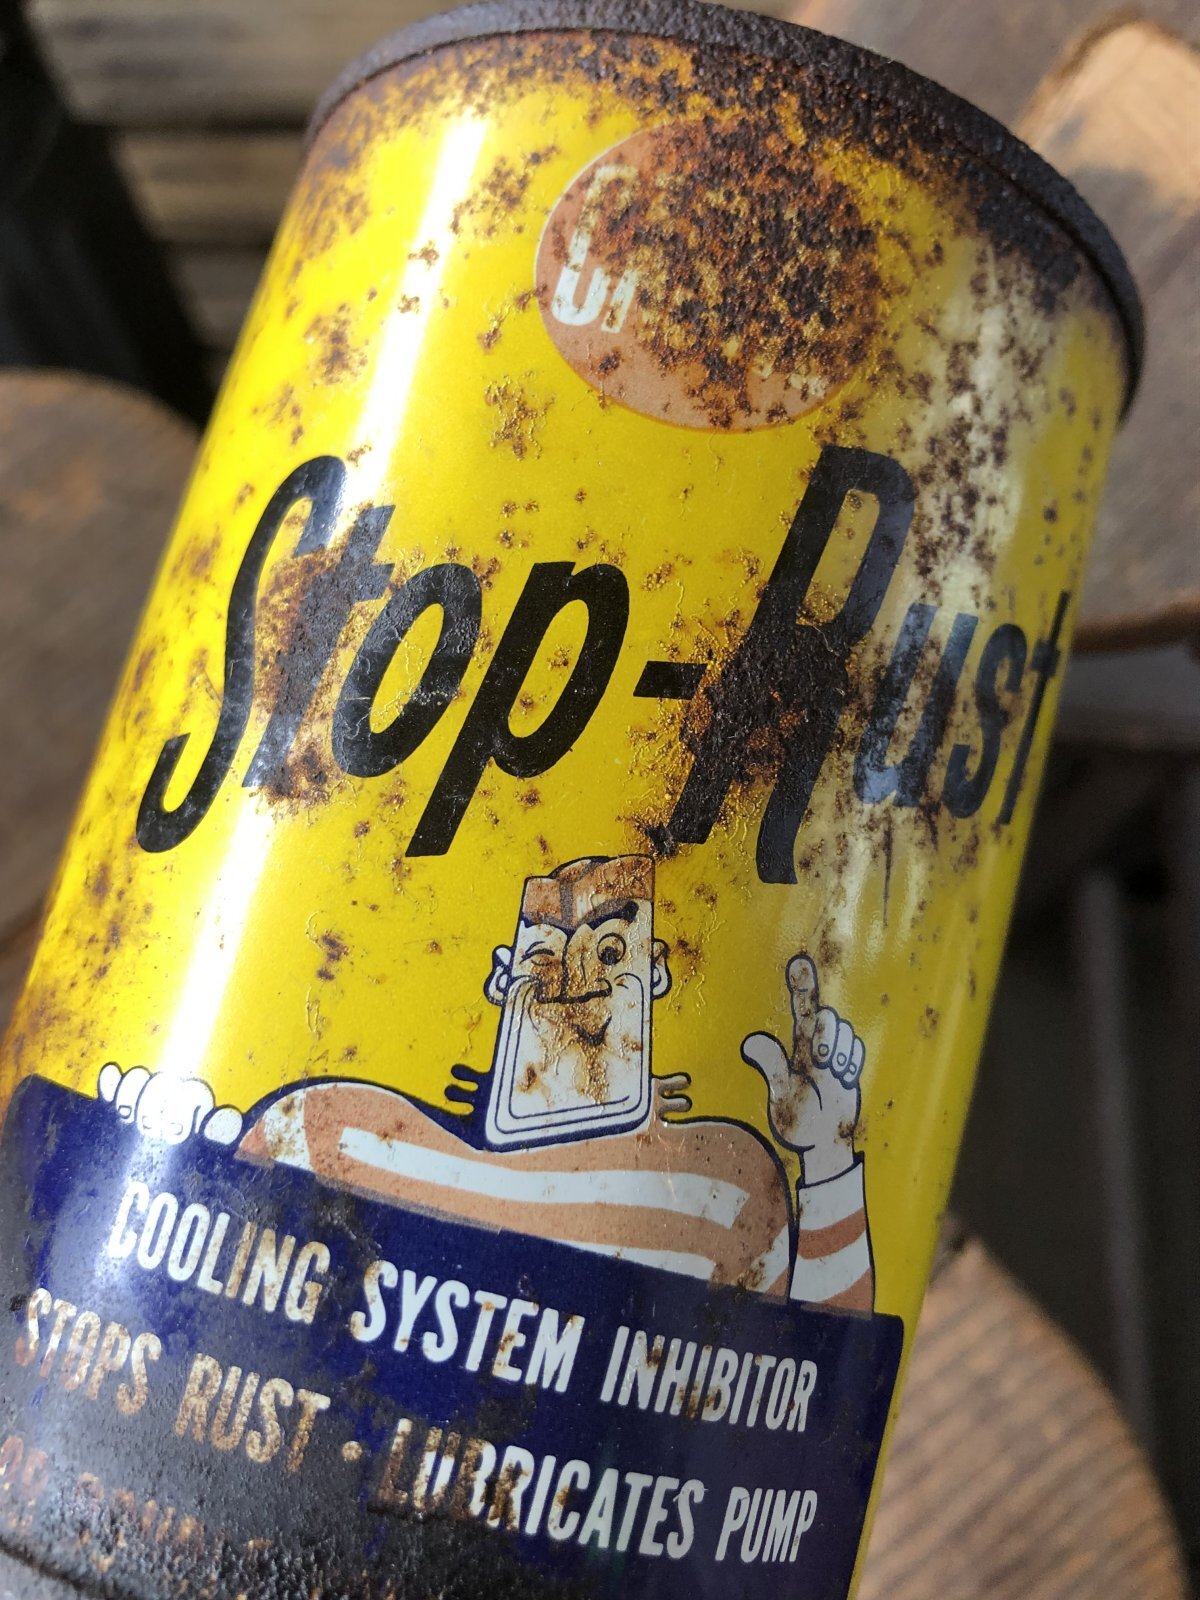 Stop-Rust
COOLING SYSTEM INHIBITOR
STOPS RUST · LUBRICATES PUMP